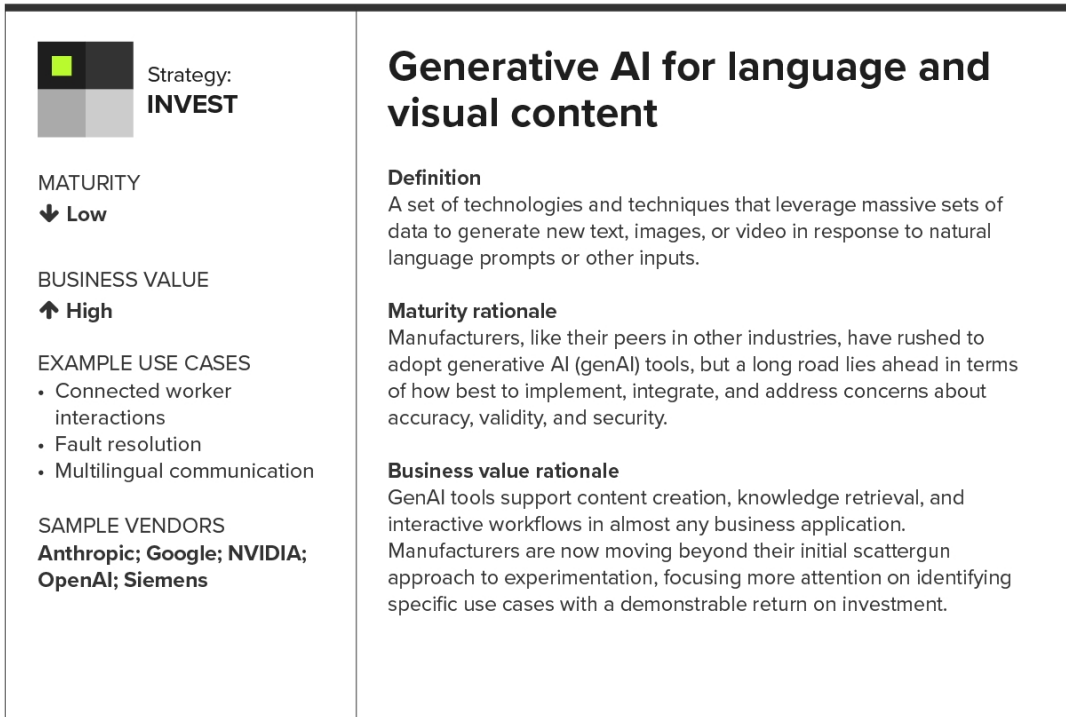 Strategy:
INVEST
MATURITY
Low
BUSINESS VALUE
High
EXAMPLE USE CASES
• Connected worker
interactions
• Fault resolution
• Multilingual communication
SAMPLE VENDORS
Anthropic; Google; NVIDIA;
OpenAI; Siemens
Generative AI for language and
visual content
Definition
A set of technologies and techniques that leverage massive sets of
data to generate new text, images, or video in response to natural
language prompts or other inputs.
Maturity rationale
Manufacturers, like their peers in other industries, have rushed to
adopt generative AI (genAI) tools, but a long road lies ahead in terms
of how best to implement, integrate, and address concerns about
accuracy, validity, and security.
Business value rationale
GenAI tools support content creation, knowledge retrieval, and
interactive workflows in almost any business application.
Manufacturers are now moving beyond their initial scattergun
approach to experimentation, focusing more attention on identifying
specific use cases with a demonstrable return on investment.